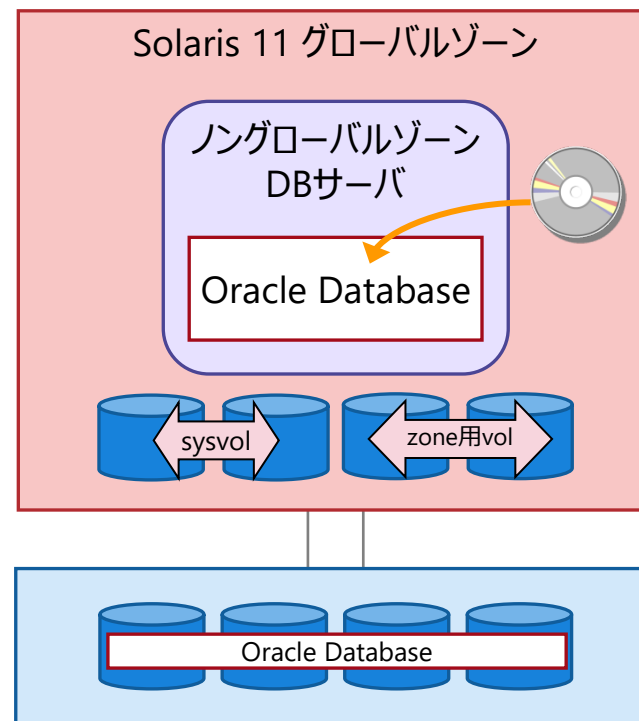 Solaris 11 グローバルゾーン
ノングローバルゾーン
DBサーバ
Oracle Database
sysvol
zone用vol
Oracle Database